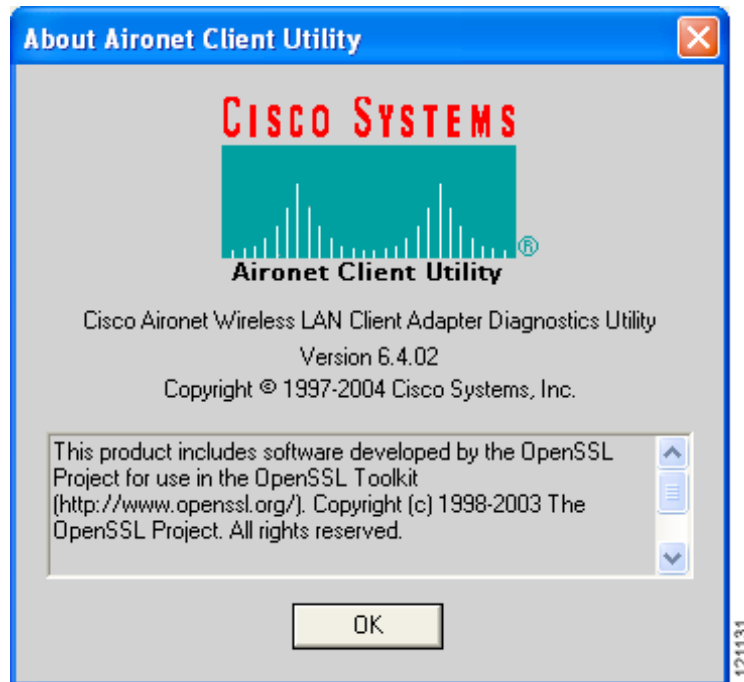 About Aironet Client Utility
CISCO SYSTEMS
®
Aironet Client Utility
Cisco Aironet Wireless LAN Client Adapter Diagnostics Utility
Version 6.4.02
Copyright © 1997-2004 Cisco Systems, Inc.
This product includes software developed by the OpenSSL
Project for use in the OpenSSL Toolkit
(http://www.openssl.org/). Copyright (c) 1998-2003 The
OpenSSL Project. All rights reserved.
OK
121131